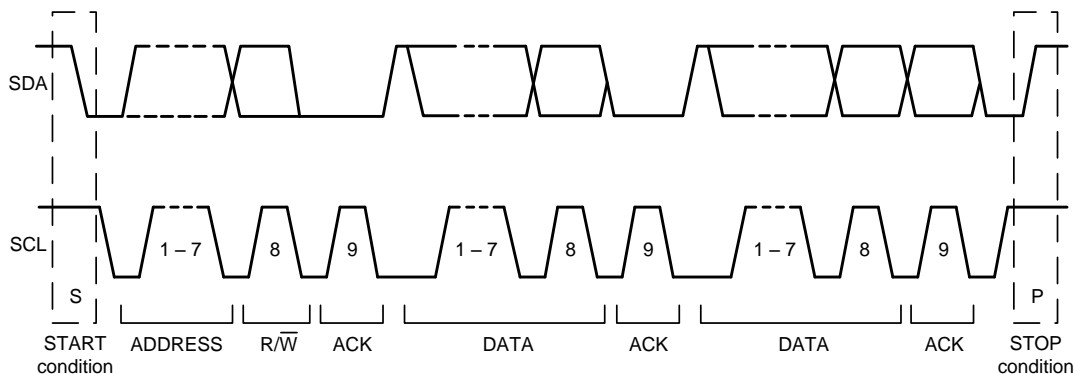 SDA
SCL
1 – 7 8 9 1 – 7 8 9 1 – 7 8 9
S P
START condition ADDRESS R/W̅ ACK DATA ACK DATA ACK STOP condition